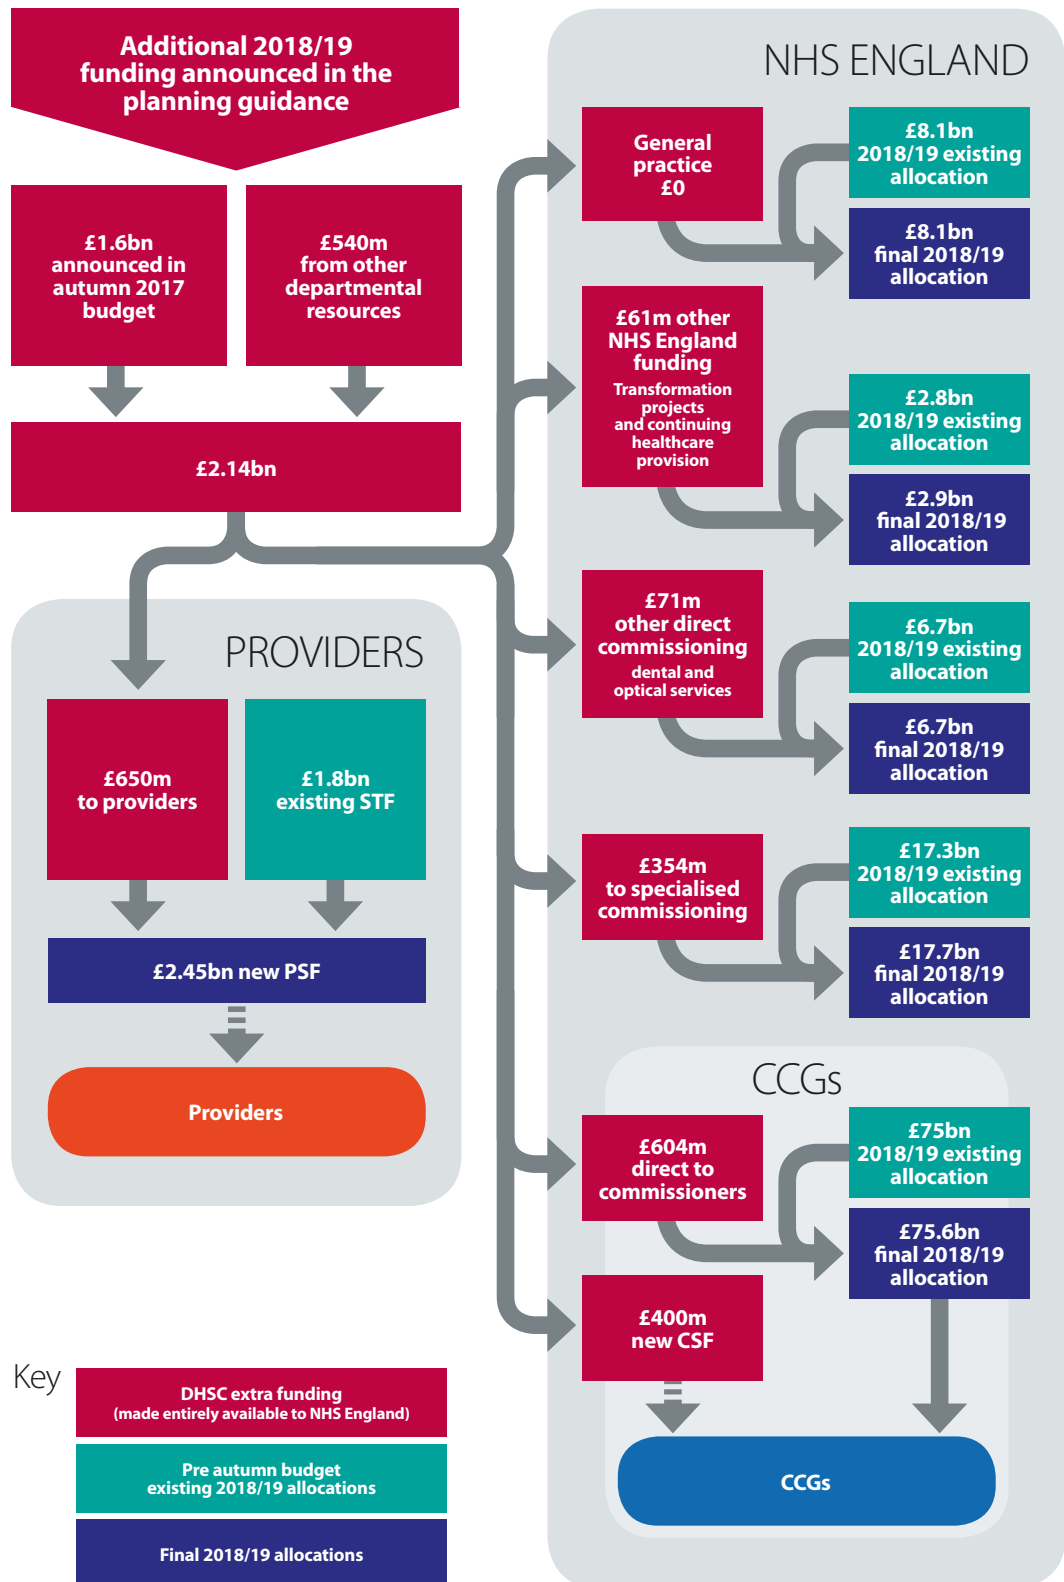 Additional 2018/19
funding announced in the
planning guidance
£1.6bn
announced in
autumn 2017
budget
£540m
from other
departmental
resources
£2.14bn
PROVIDERS
£650m
to providers
£1.8bn
existing STF
£2.45bn new PSF
Providers
NHS ENGLAND
General
practice
£0
£8.1bn
2018/19 existing
allocation
£8.1bn
final 2018/19
allocation
£61m other
NHS England
funding
Transformation
projects
and continuing
healthcare
provision
£2.8bn
2018/19 existing
allocation
£2.9bn
final 2018/19
allocation
£71m
other direct
commissioning
dental and
optical services
£6.7bn
2018/19 existing
allocation
£6.7bn
final 2018/19
allocation
£354m
to specialised
commissioning
£17.3bn
2018/19 existing
allocation
£17.7bn
final 2018/19
allocation
CCGs
£604m
direct to
commissioners
£75bn
2018/19 existing
allocation
£75.6bn
final 2018/19
allocation
£400m
new CSF
CCGs
Key
DHSC extra funding
(made entirely available to NHS England)
Pre autumn budget
existing 2018/19 allocations
Final 2018/19 allocations